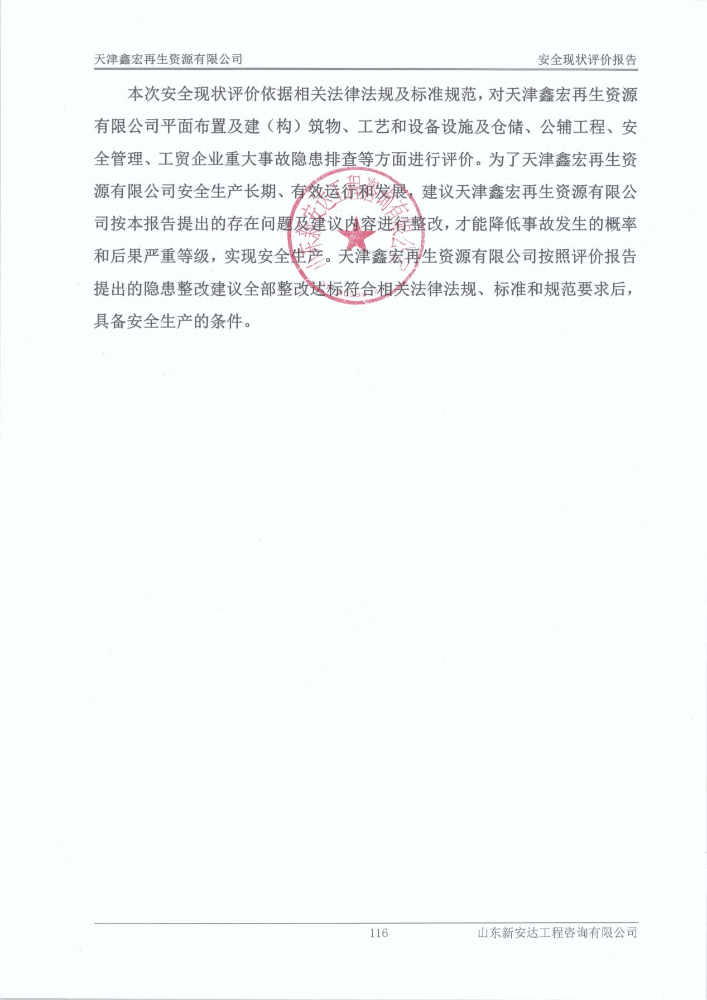 天津鑫宏再生资源有限公司
安全现状评价报告
本次安全现状评价依据相关法律法规及标准规范，对天津鑫宏再生资源
有限公司平面布置及建（构）筑物、工艺和设备设施及仓储、公辅工程、安
全管理、工贸企业重大事故隐患排查等方面进行评价。为了天津鑫宏再生资
源有限公司安全生产长期、有效运行和发展，建议天津鑫宏再生资源有限公
司按本报告提出的存在问题及建议内容进行整改，才能降低事故发生的概率
和后果严重等级，实现安全生产。天津鑫宏再生资源有限公司按照评价报告
提出的隐患整改建议全部整改达标符合相关法律法规、标准和规范要求后，
具备安全生产的条件。
山东新安达工程咨询有限公司
116
山东新安达工程咨询有限公司